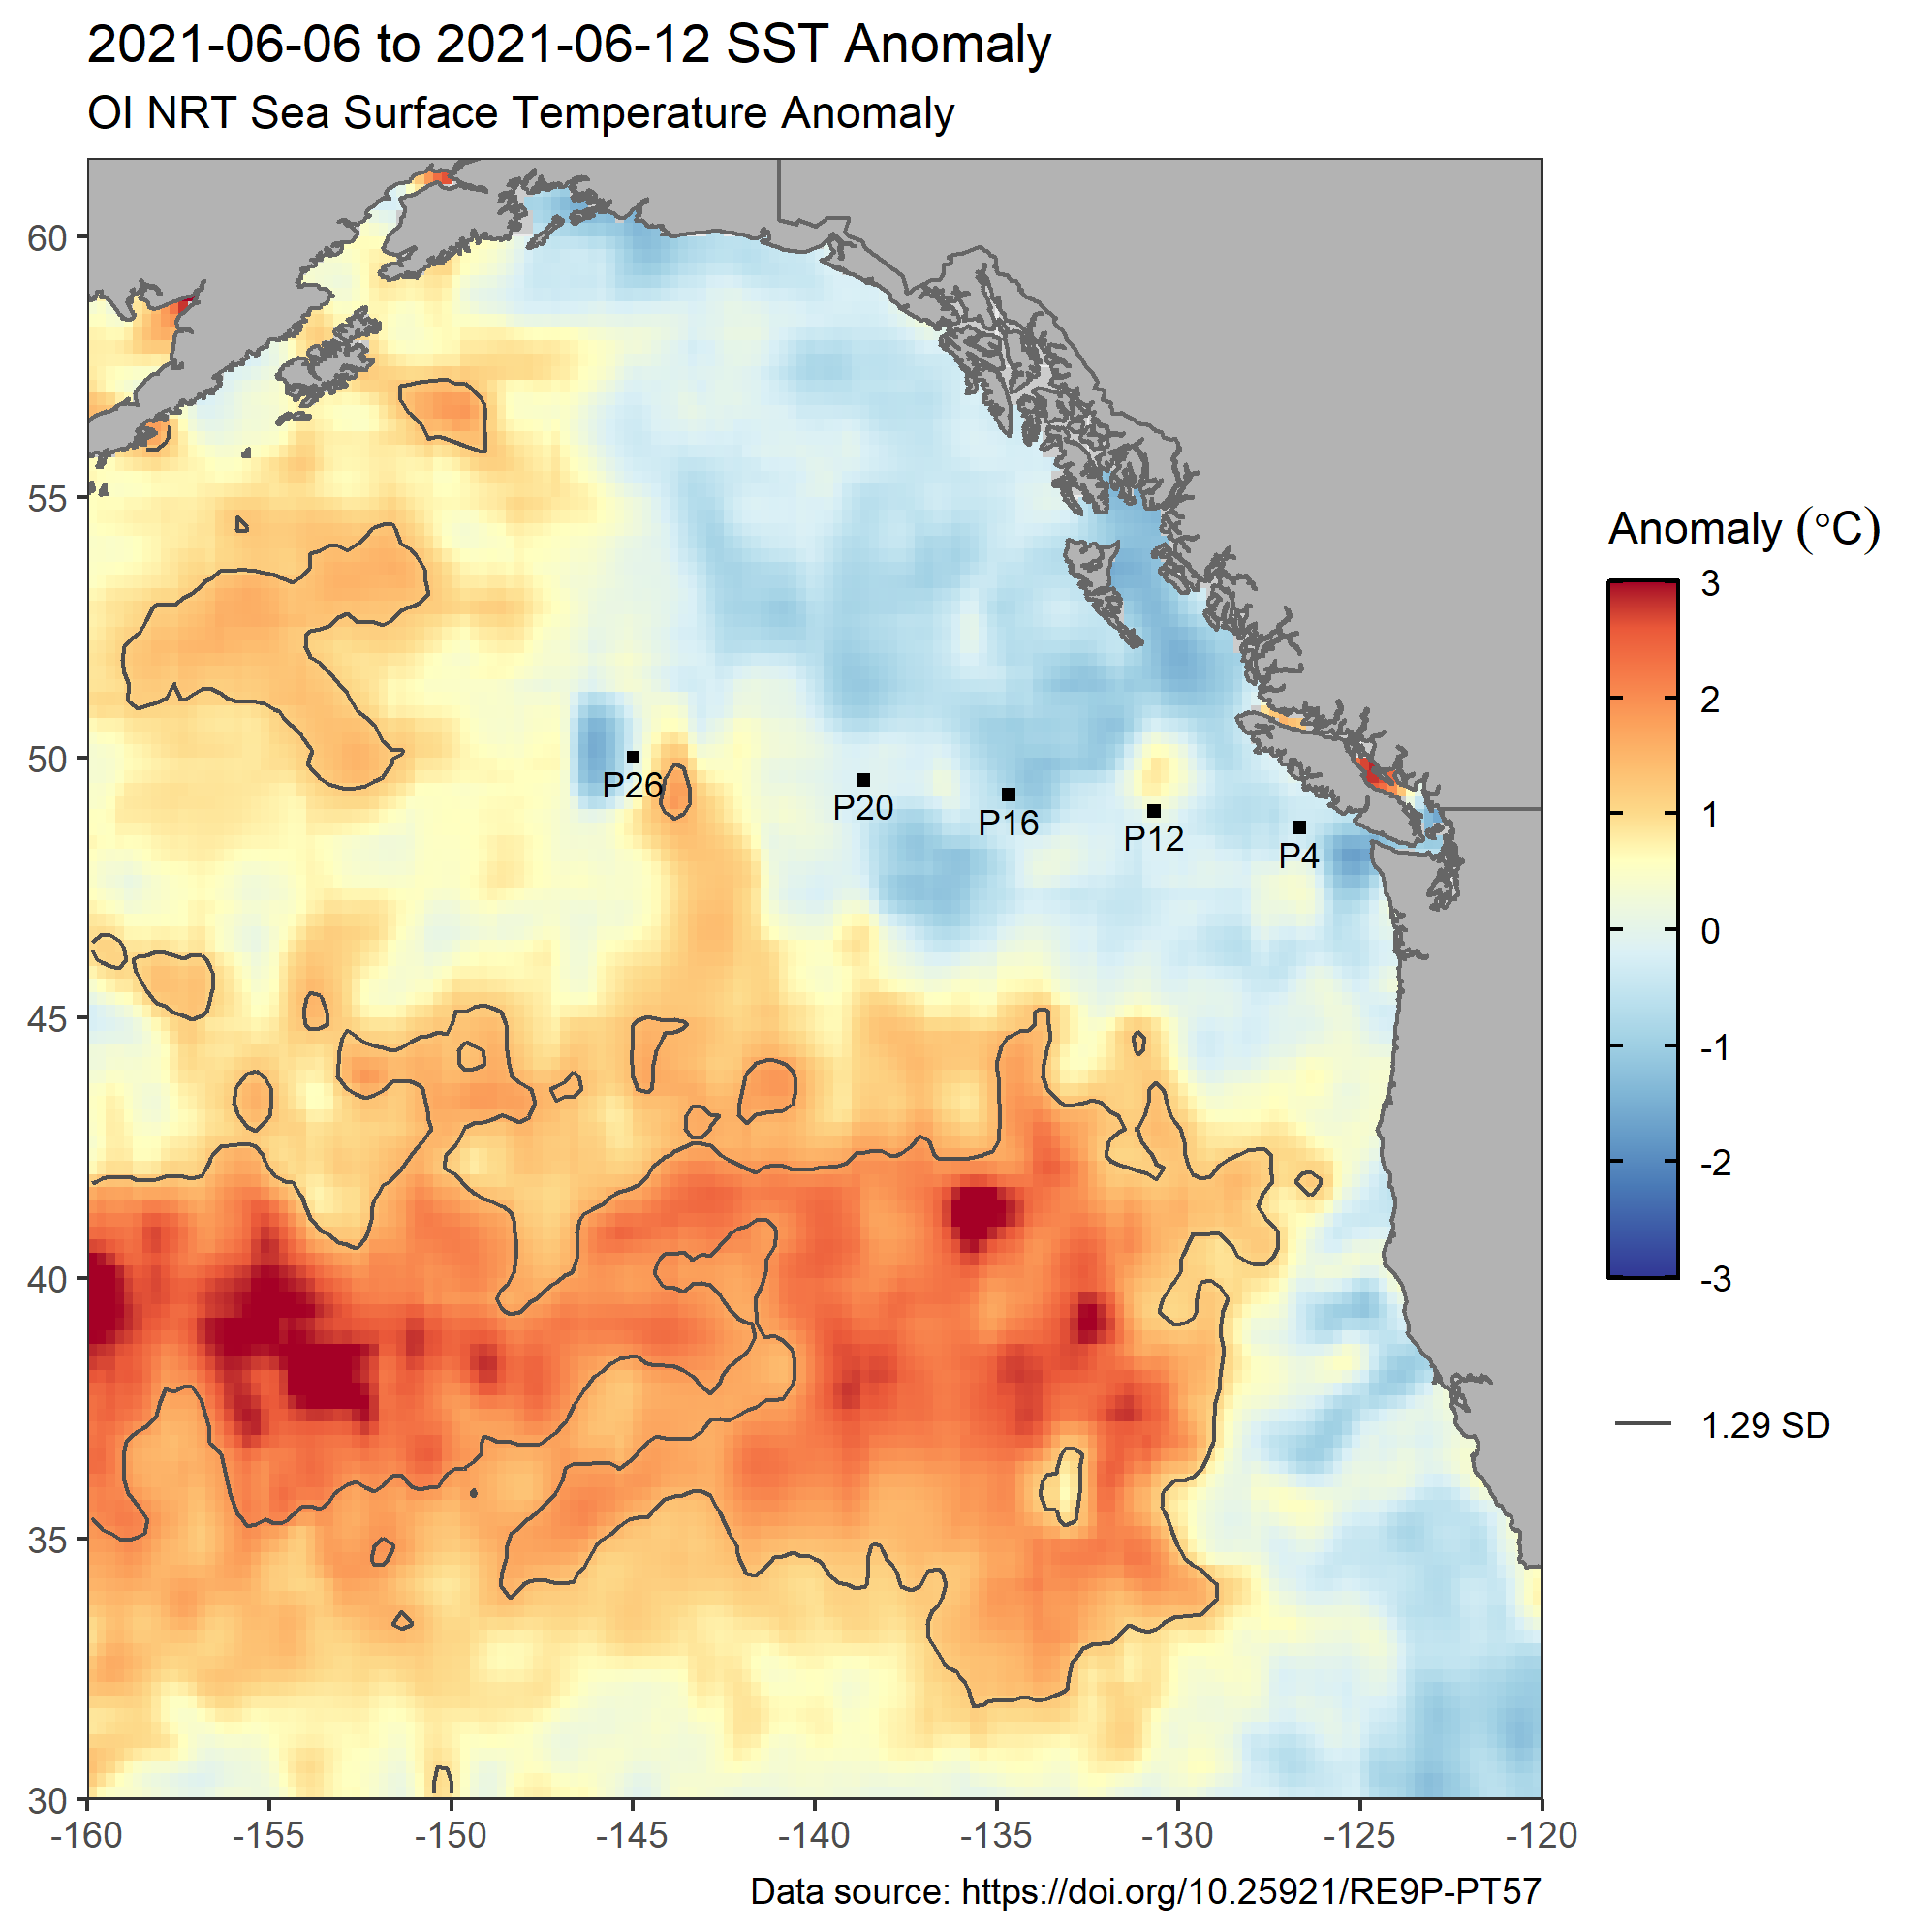 2021-06-06 to 2021-06-12 SST Anomaly
OI NRT Sea Surface Temperature Anomaly
60
55
50
45
40
35
30
-160
-155
-150
-145
-140
-135
-130
-125
-120
P26
P20
P16
P12
P4
Anomaly (°C)
3
2
1
0
-1
-2
-3
1.29 SD
Data source: https://doi.org/10.25921/RE9P-PT57